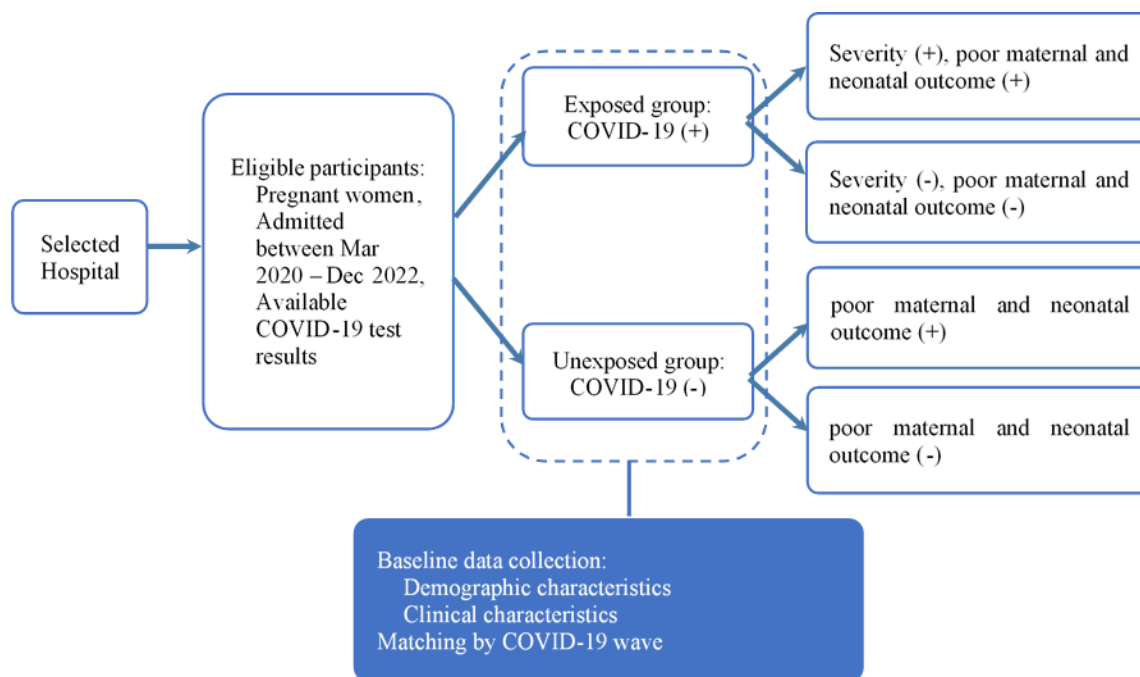 Selected
Hospital
Eligible participants:
Pregnant women,
Admitted
between Mar
2020 – Dec 2022,
Available
COVID-19 test
results
Exposed group:
COVID-19 (+)
Unexposed group:
COVID-19 (-)
Severity (+), poor maternal and
neonatal outcome (+)
Severity (-), poor maternal and
neonatal outcome (-)
poor maternal and neonatal
outcome (+)
poor maternal and neonatal
outcome (-)
Baseline data collection:
Demographic characteristics
Clinical characteristics
Matching by COVID-19 wave